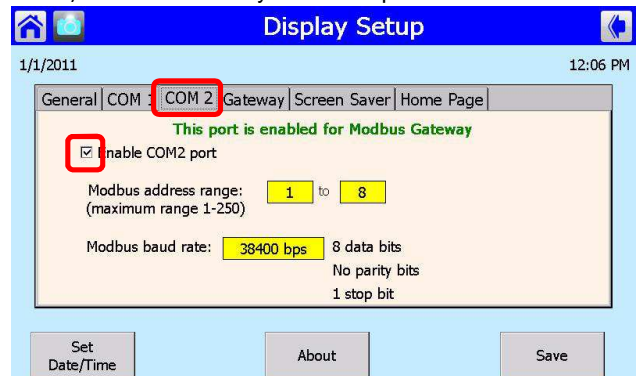 Display Setup
1/1/2011 12:06 PM
General COM 1 COM 2 Gateway Screen Saver Home Page
This port is enabled for Modbus Gateway
Enable COM2 port
Modbus address range: 1 to 8
(maximum range 1-250)
Modbus baud rate: 38400 bps 8 data bits
No parity bits
1 stop bit
Set
Date/Time
About
Save